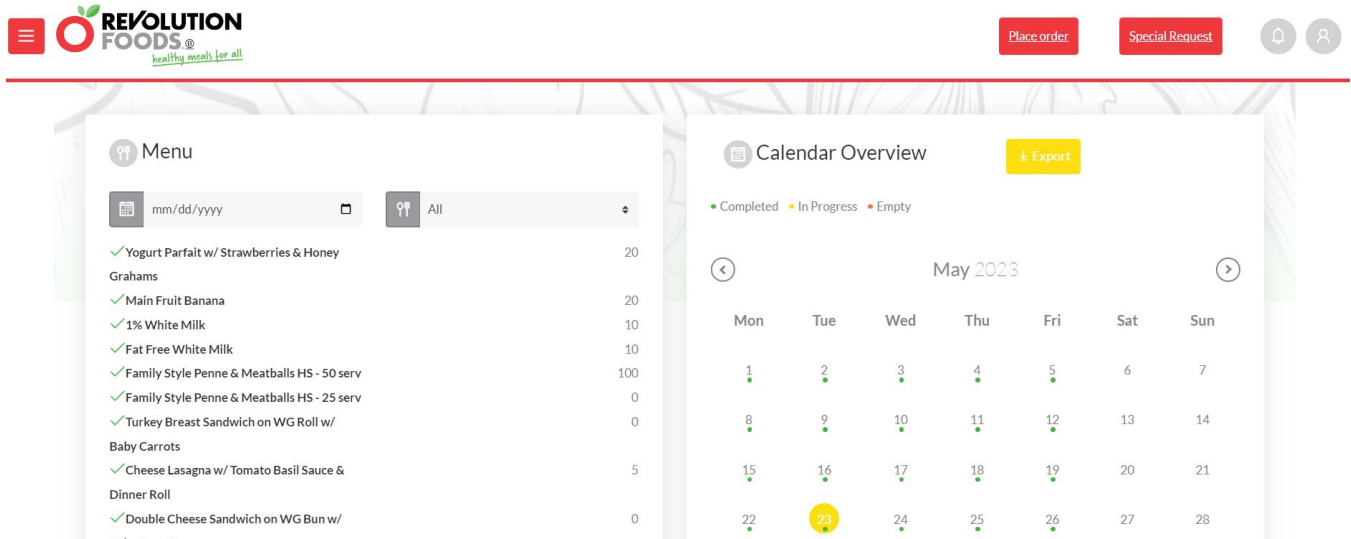 REVOLUTION
FOODS®
healthy meals for all
Place order
Special Request
Menu
mm/dd/yyyy
All
Yogurt Parfait w/ Strawberries & Honey 20
Grahams
Main Fruit Banana 20
1% White Milk 10
Fat Free White Milk 10
Family Style Penne & Meatballs HS - 50 serv 100
Family Style Penne & Meatballs HS - 25 serv 0
Turkey Breast Sandwich on WG Roll w/ 0
Baby Carrots
Cheese Lasagna w/ Tomato Basil Sauce & 5
Dinner Roll
Double Cheese Sandwich on WG Bun w/ 0
Calendar Overview
Export
Completed In Progress Empty
May 2023
Mon Tue Wed Thu Fri Sat Sun
1 2 3 4 5 6 7
8 9 10 11 12 13 14
15 16 17 18 19 20 21
22 23 24 25 26 27 28